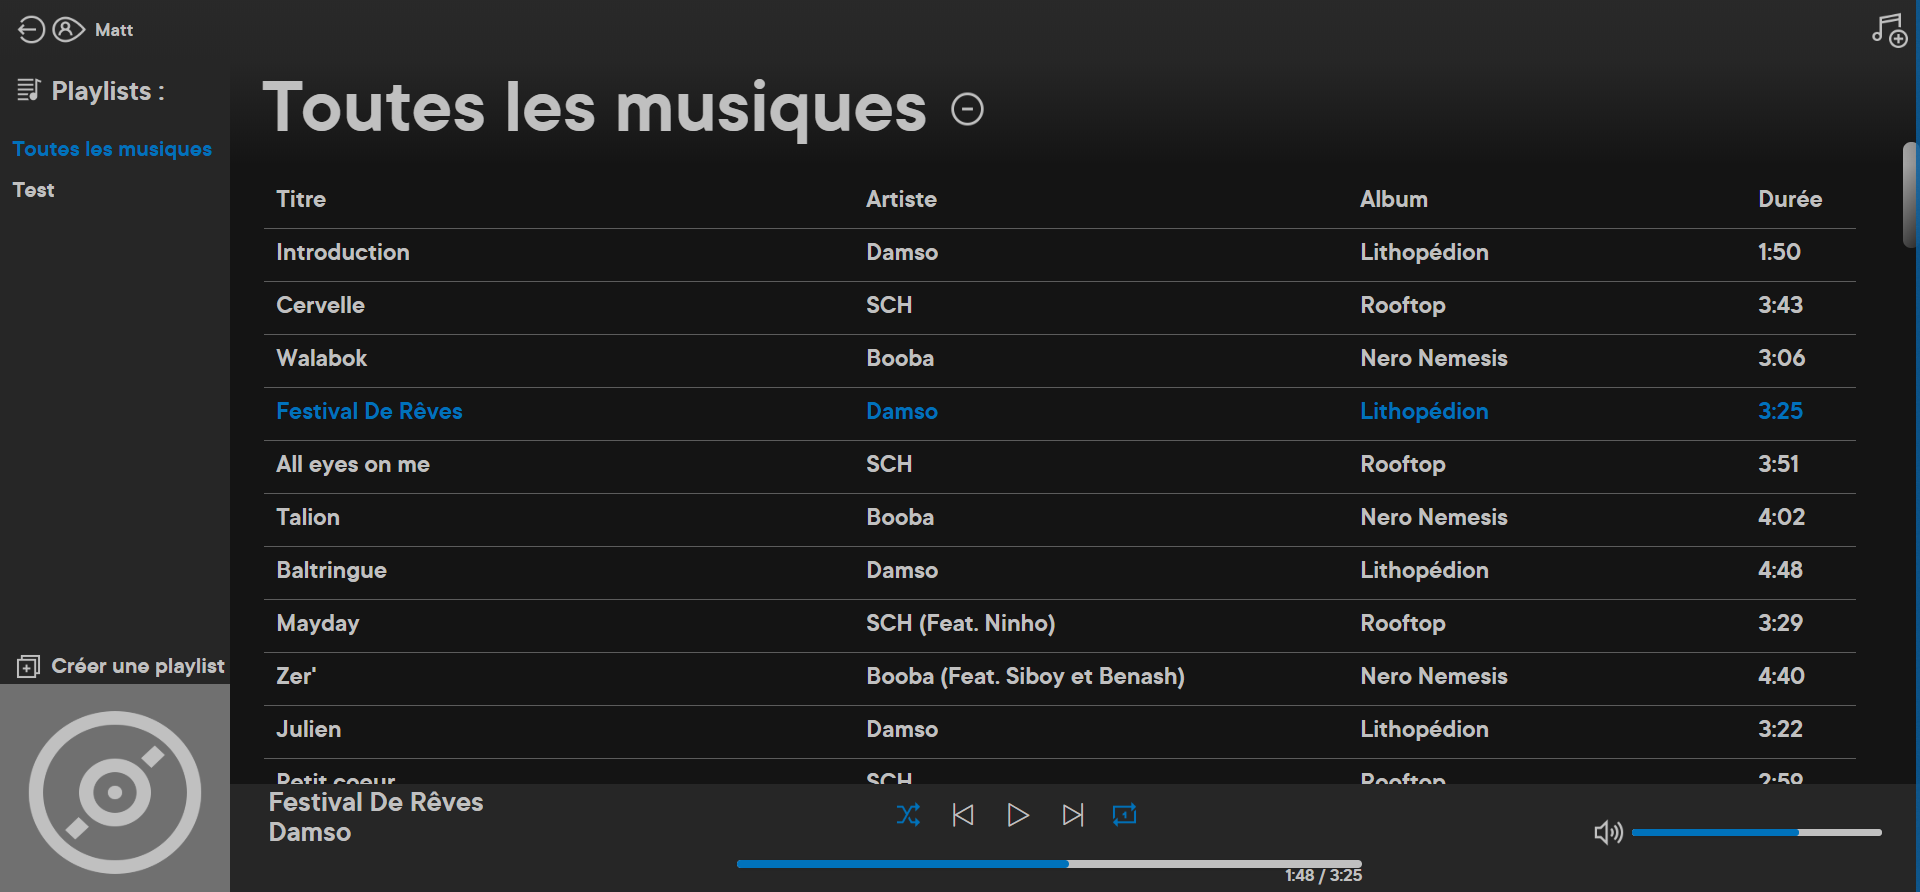 Matt
Playlists :
Toutes les musiques
Test
Créer une playlist
Toutes les musiques
Titre Artiste Album Durée
Introduction Damso Lithopédion 1:50
Cervelle SCH Rooftop 3:43
Walabok Booba Nero Nemesis 3:06
Festival De Rêves Damso Lithopédion 3:25
All eyes on me SCH Rooftop 3:51
Talion Booba Nero Nemesis 4:02
Baltringue Damso Lithopédion 4:48
Mayday SCH (Feat. Ninho) Rooftop 3:29
Zer' Booba (Feat. Siboy et Benash) Nero Nemesis 4:40
Julien Damso Lithopédion 3:22
Petit coeur SCH Rooftop 2:59
Festival De Rêves
Damso
1:48 / 3:25